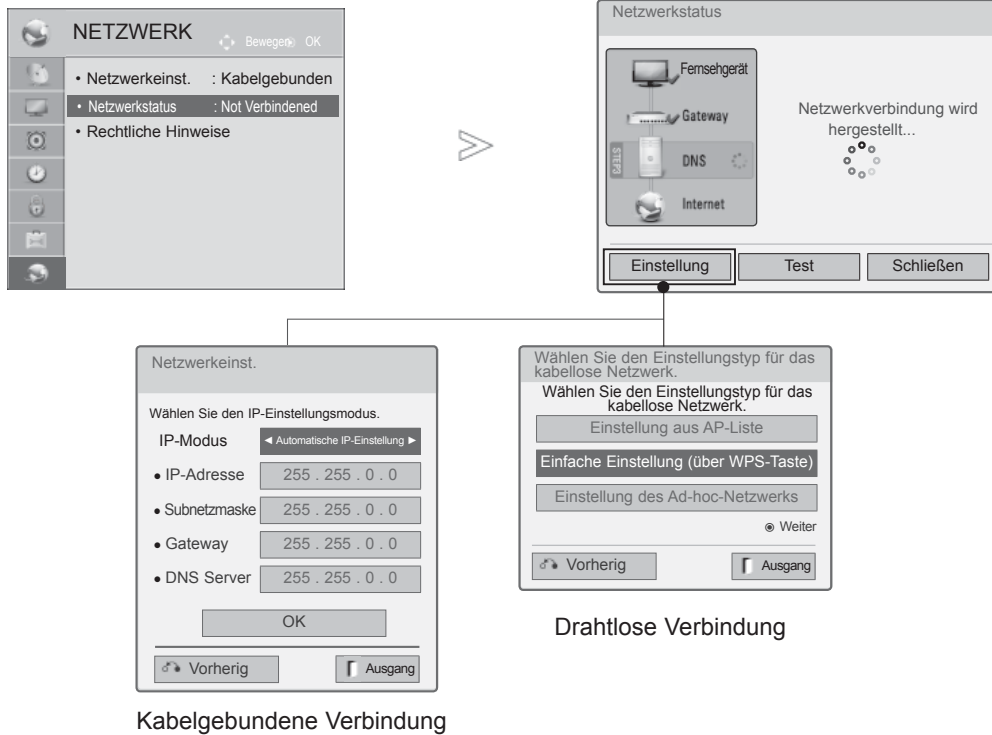 NETZWERK
Bewegen OK
• Netzwerkeinst. : Kabelgebunden
• Netzwerkstatus : Not Verbindened
• Rechtliche Hinweise
Netzwerkstatus
Fernsehgerät
Gateway
STEP3
DNS
Internet
Netzwerkverbindung wird
hergestellt...
Einstellung
Test
Schließen
Netzwerkeinst.
Wählen Sie den IP-Einstellungsmodus.
IP-Modus ◄ Automatische IP-Einstellung ►
• IP-Adresse 255 . 255 . 0 . 0
• Subnetzmaske 255 . 255 . 0 . 0
• Gateway 255 . 255 . 0 . 0
• DNS Server 255 . 255 . 0 . 0
OK
Vorherig
Ausgang
Kabelgebundene Verbindung
Wählen Sie den Einstellungstyp für das
kabellose Netzwerk.
Wählen Sie den Einstellungstyp für das
kabellose Netzwerk.
Einstellung aus AP-Liste
Einfache Einstellung (über WPS-Taste)
Einstellung des Ad-hoc-Netzwerks
◉ Weiter
Vorherig
Ausgang
Drahtlose Verbindung